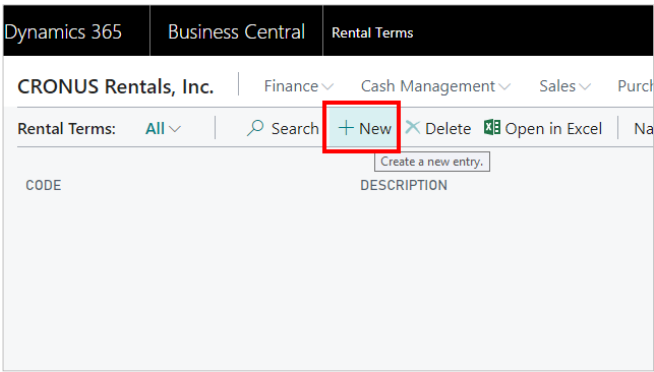 Dynamics 365 Business Central Rental Terms
CRONUS Rentals, Inc. Finance Cash Management Sales
Rental Terms: All Search + New Delete Open in Excel
Create a new entry.
CODE DESCRIPTION